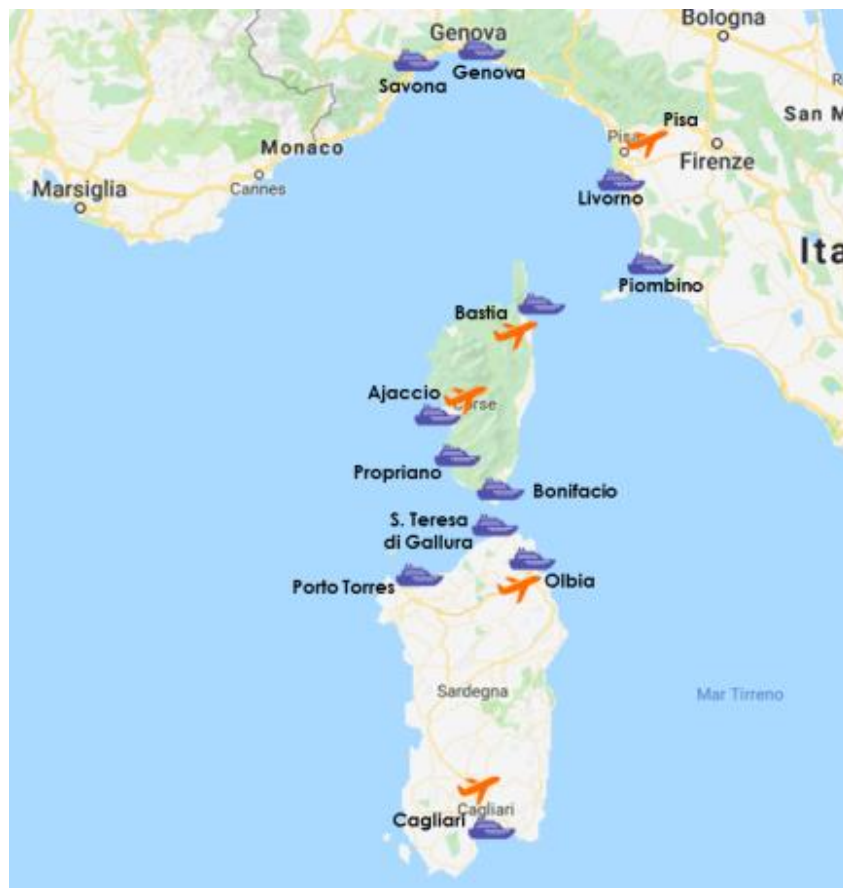 Bologna
Genova
Genova
Savona
San M
Pisa
Pisa
Monaco
Firenze
Cannes
Marsiglia
Livorno
Ita
Piombino
Bastia
Ajaccio
Corse
Propriano
Bonifacio
S. Teresa
di Gallura
Porto Torres
Olbia
Sardegna
Mar Tirreno
Cagliari
Cagliari